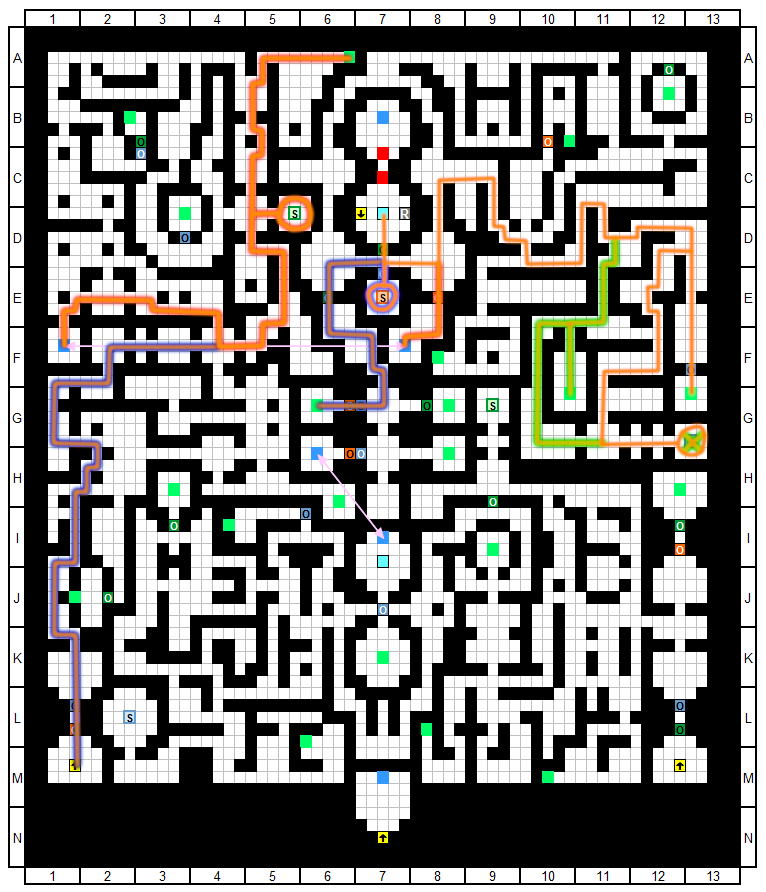 1 2 3 4 5 6 7 8 9 10 11 12 13
A A
O
B B
O O
O
C C
S R
D O D
E S E
F F
O
G O S G
O O O
H H
O
O
I O O I
O
J O O J
K K
L O S O L
O O
M M
N N
1 2 3 4 5 6 7 8 9 10 11 12 13